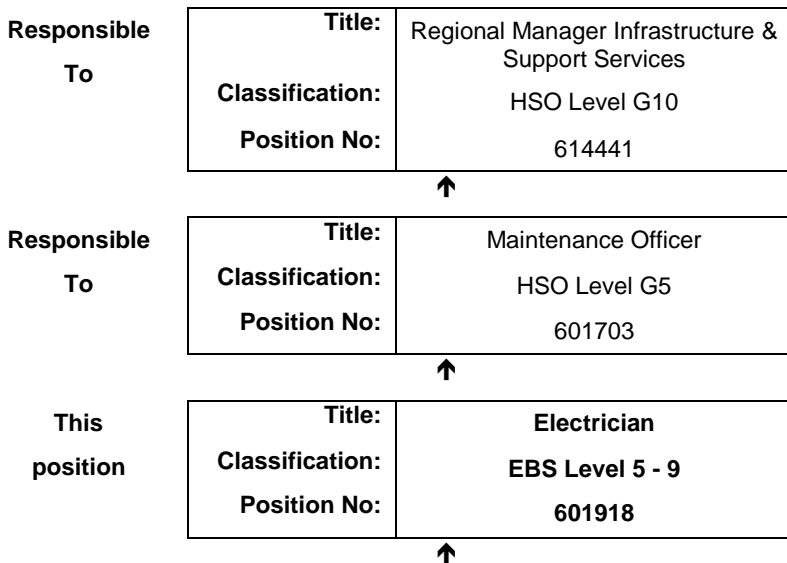 Responsible
To
Title:
Regional Manager Infrastructure &
Support Services
Classification:
HSO Level G10
Position No:
614441
↑
Responsible
To
Title:
Maintenance Officer
Classification:
HSO Level G5
Position No:
601703
↑
This
position
Title:
Electrician
Classification:
EBS Level 5 - 9
Position No:
601918
↑